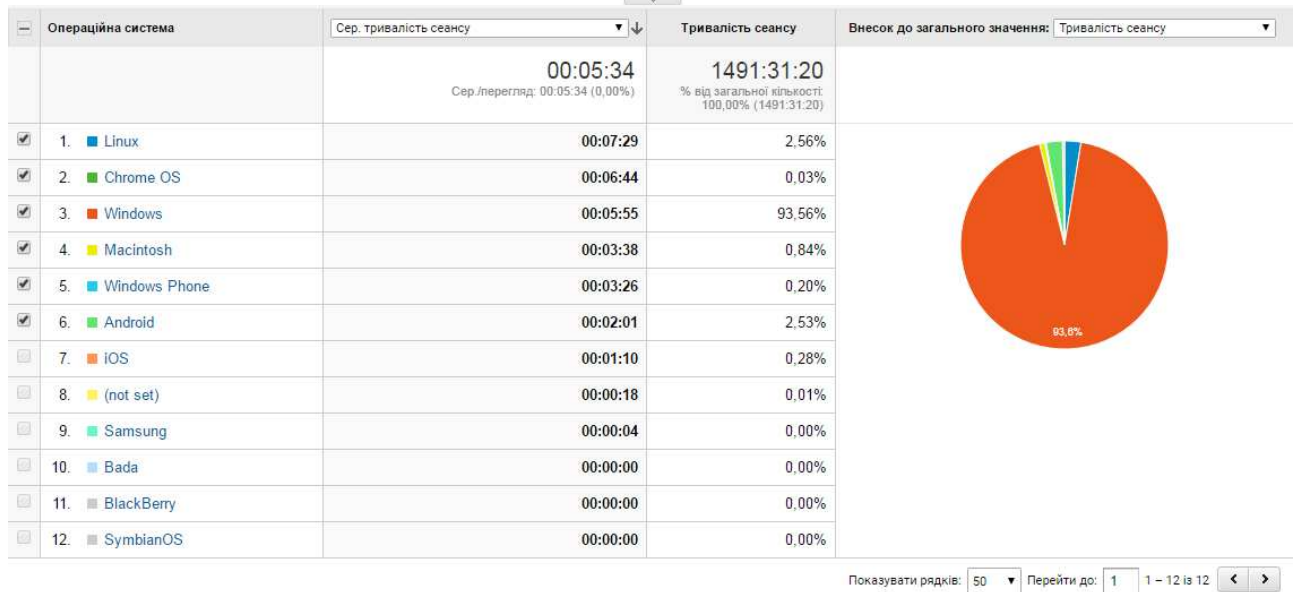 Операційна система Сер. тривалість сеансу Тривалість сеансу Внесок до загального значення: Тривалість сеансу
00:05:34 1491:31:20
Сер./перегляд: 00:05:34 (0,00%) % від загальної кількості:
100,00% (1491:31:20)
1. Linux 00:07:29 2,56%
2. Chrome OS 00:06:44 0,03%
3. Windows 00:05:55 93,56%
4. Macintosh 00:03:38 0,84%
5. Windows Phone 00:03:26 0,20%
6. Android 00:02:01 2,53%
93,6%
7. iOS 00:01:10 0,28%
8. (not set) 00:00:18 0,01%
9. Samsung 00:00:04 0,00%
10. Bada 00:00:00 0,00%
11. BlackBerry 00:00:00 0,00%
12. SymbianOS 00:00:00 0,00%
Показувати рядків: 50 Перейти до: 1 1 – 12 із 12